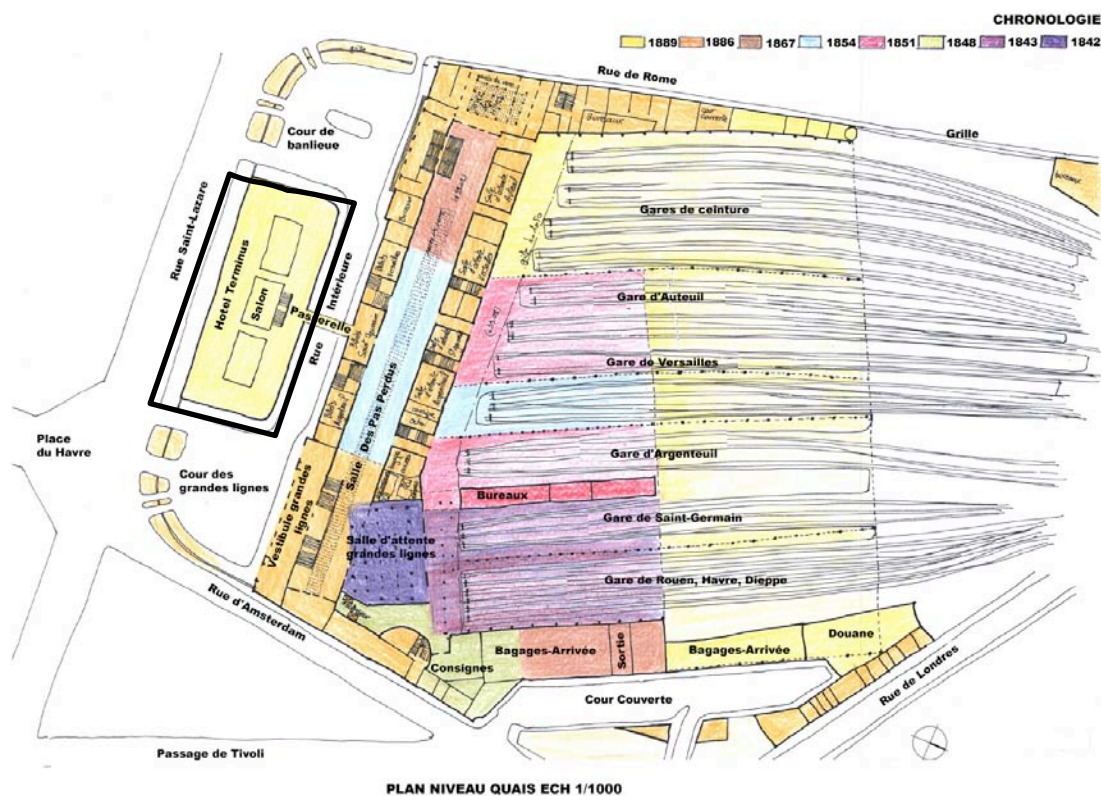 CHRONOLOGIE
1889 1886 1867 1854 1851 1848 1843 1842
Rue de Rome
Grille
Cour de
banlieue
Rue Saint-Lazare
Hotel Terminus
Salon
Passerelle
Rue Intérieure
Bureaux
Cour
couverte
Gares de ceinture
Gare d'Auteuil
Gare de Versailles
Gare d'Argenteuil
Bureaux
Gare de Saint-Germain
Gare de Rouen, Havre, Dieppe
Salle Des Pas Perdus
Place
du Havre
Cour des
grandes lignes
Vestibule grandes
lignes
Salle d'attente
grandes lignes
Rue d'Amsterdam
Consignes
Bagages-Arrivée
Sortie
Bagages-Arrivée
Douane
Rue de Londres
Cour Couverte
Passage de Tivoli
PLAN NIVEAU QUAIS ECH 1/1000